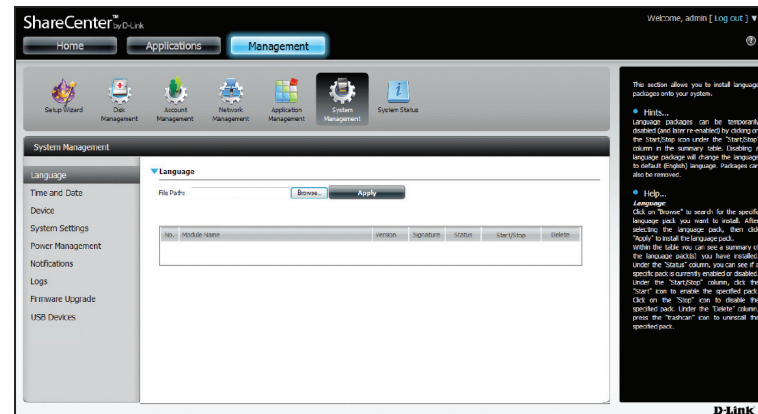 ShareCenter™ by D-Link
Welcome, admin [ Log out ] ▼
Home
Applications
Management
Setup Wizard
Disk
Management
Account
Management
Network
Management
Application
Management
System
Management
System Status
System Management
Language
Time and Date
Device
System Settings
Power Management
Notifications
Logs
Firmware Upgrade
USB Devices
Language
File Path:
Browse...
Apply
No.
Module Name
Version
Signature
Status
Start/Stop
Delete
This section allows you to install language
packages onto your system.
Hints...
Language packages can be temporarily
disabled (and later re-enabled) by clicking on
the Start/Stop icon under the "Start/Stop"
column in the summary table. Disabling a
language package will change the language
to default (English) language. Packages can
also be removed.
Help...
Language
Click on "Browse" to search for the specific
language pack you want to install. After
selecting the language pack, then click
"Apply" to install the language pack.
Within the table you can see a summary of
the language pack(s) you have installed.
Under the "Status" column, you can see if a
specific pack is currently enabled or disabled.
Under the "Start/Stop" column, click the
"Start" icon to enable the specified pack.
Click on the "Stop" icon to disable the
specified pack. Under the "Delete" column,
press the "trashcan" icon to uninstall the
specified pack.
D-Link